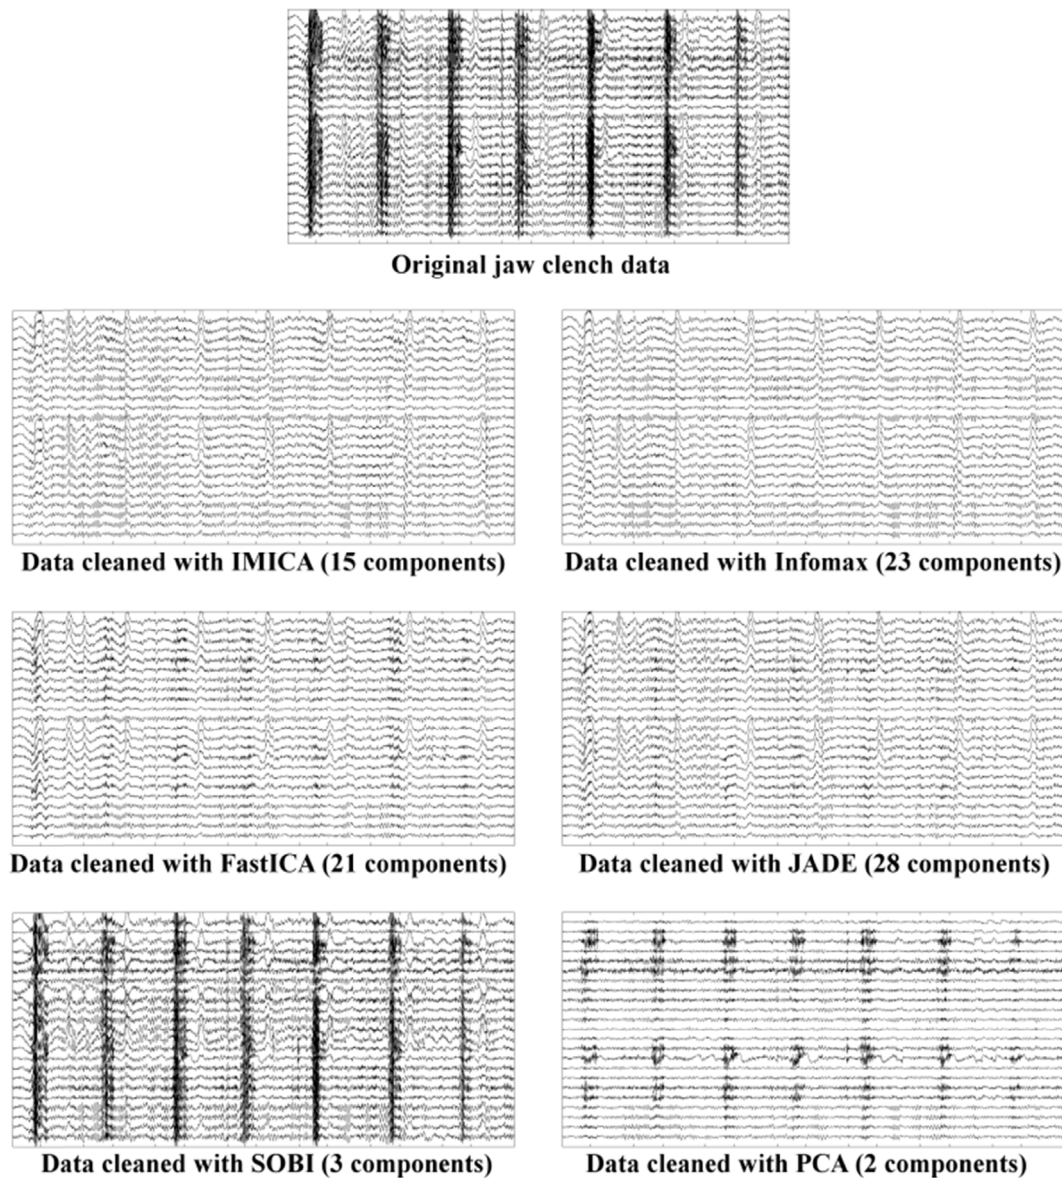 Original jaw clench data
Data cleaned with IMICA (15 components)
Data cleaned with Infomax (23 components)
Data cleaned with FastICA (21 components)
Data cleaned with JADE (28 components)
Data cleaned with SOBI (3 components)
Data cleaned with PCA (2 components)